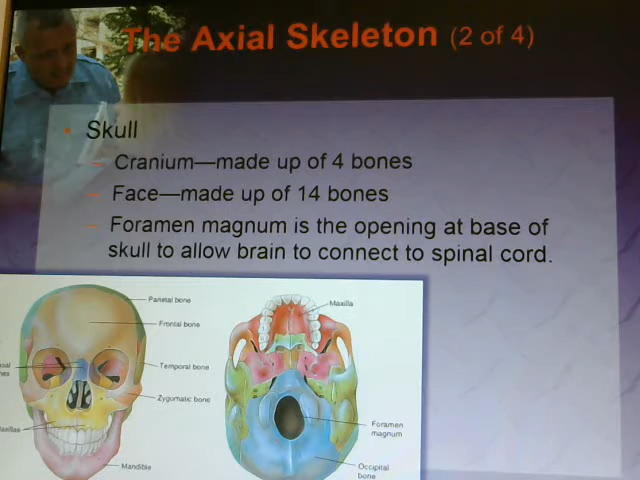 The Axial Skeleton (2 of 4)
Skull
Cranium—made up of 4 bones
Face—made up of 14 bones
Foramen magnum is the opening at base of
skull to allow brain to connect to spinal cord.
Parietal bone
Frontal bone
Temporal bone
Zygomatic bone
Mandible
Maxilla
Foramen
magnum
Occipital
bone